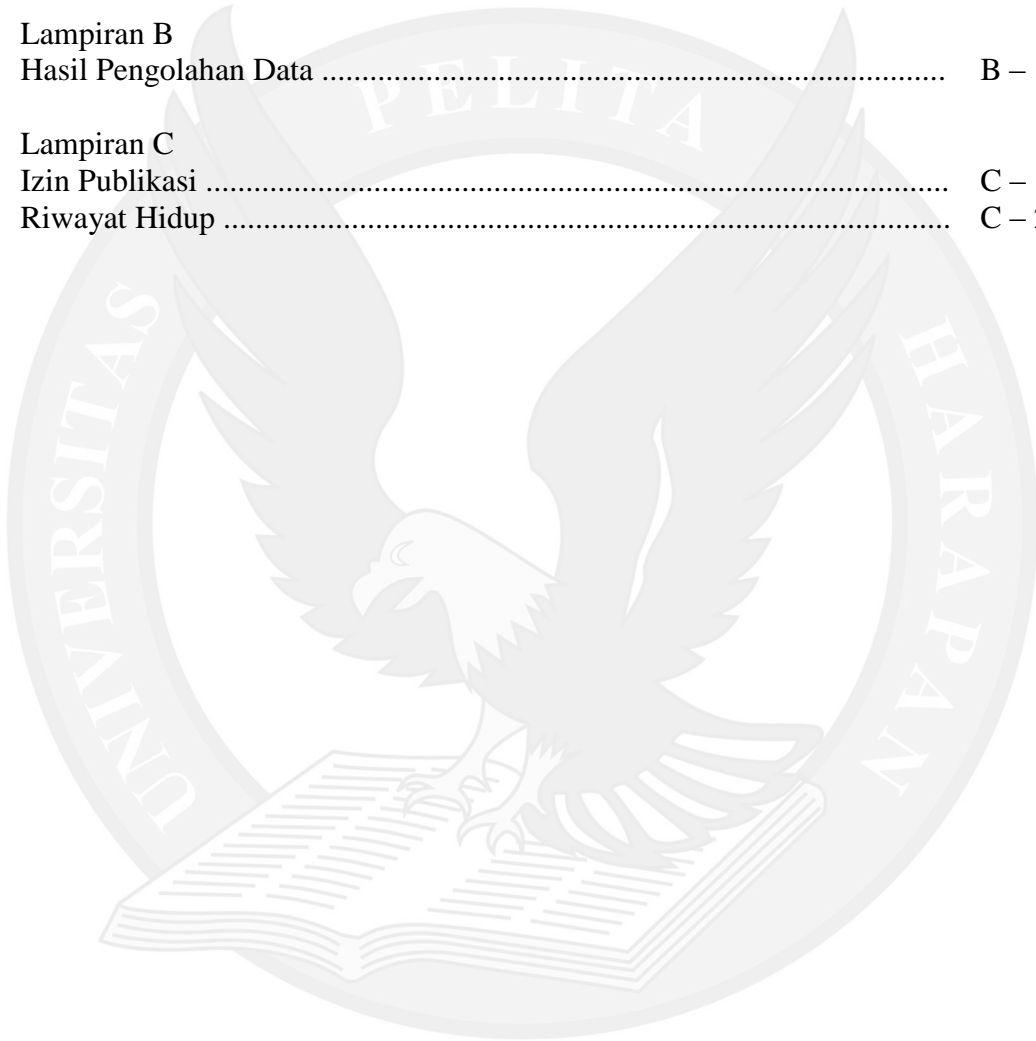 Lampiran B
Hasil Pengolahan Data .............................................................................. B –
Lampiran C
Izin Publikasi ............................................................................................. C –
Riwayat Hidup ........................................................................................... C –
PELITA
UNIVERSITAS
HARAPAN